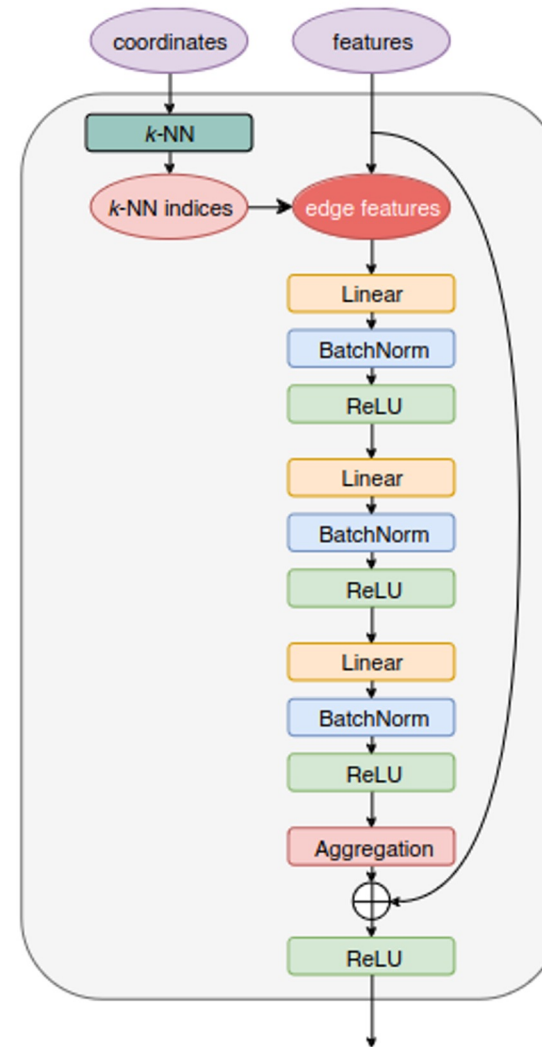 coordinates
features
k-NN
k-NN indices
edge features
Linear
BatchNorm
ReLU
Linear
BatchNorm
ReLU
Linear
BatchNorm
ReLU
Aggregation
ReLU